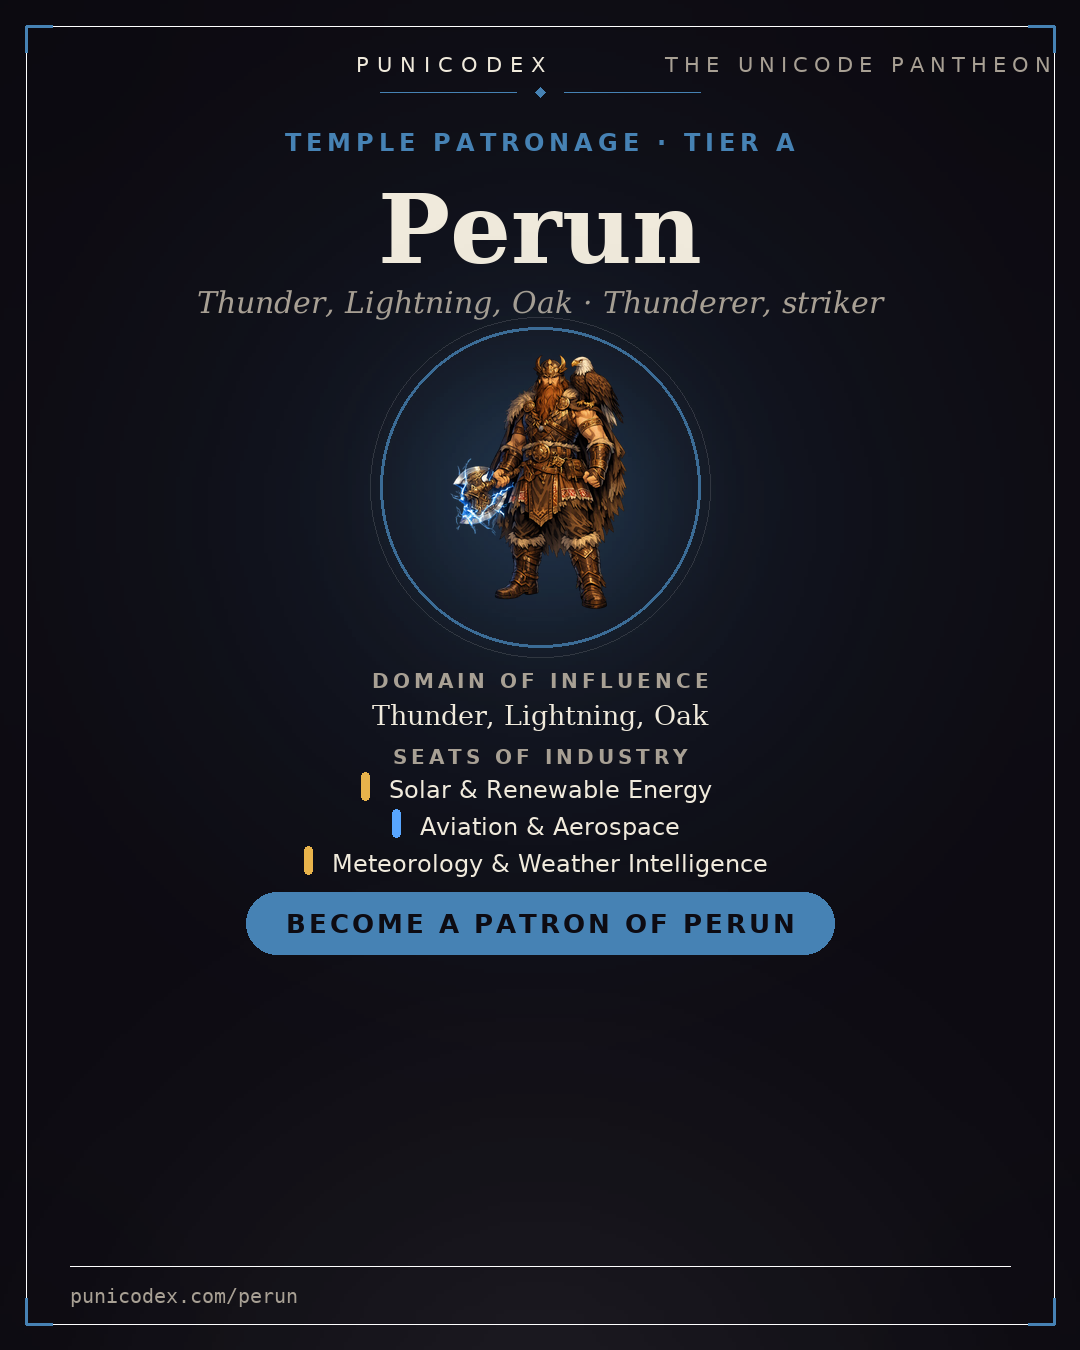 PUNICODEX
THE UNICODE PANTHEON
TEMPLE PATRONAGE · TIER A
Perun
Thunder, Lightning, Oak · Thunderer, striker
DOMAIN OF INFLUENCE
Thunder, Lightning, Oak
SEATS OF INDUSTRY
Solar & Renewable Energy
Aviation & Aerospace
Meteorology & Weather Intelligence
BECOME A PATRON OF PERUN
punicodex.com/perun